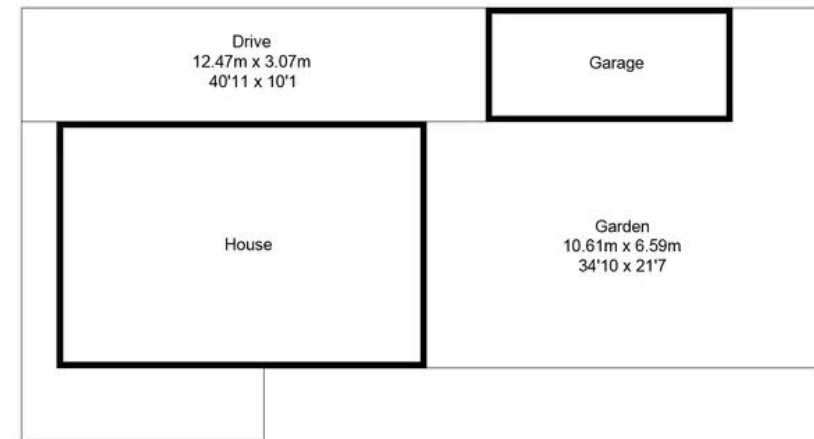 Drive
12.47m x 3.07m
40'11 x 10'1
Garage
House
Garden
10.61m x 6.59m
34'10 x 21'7